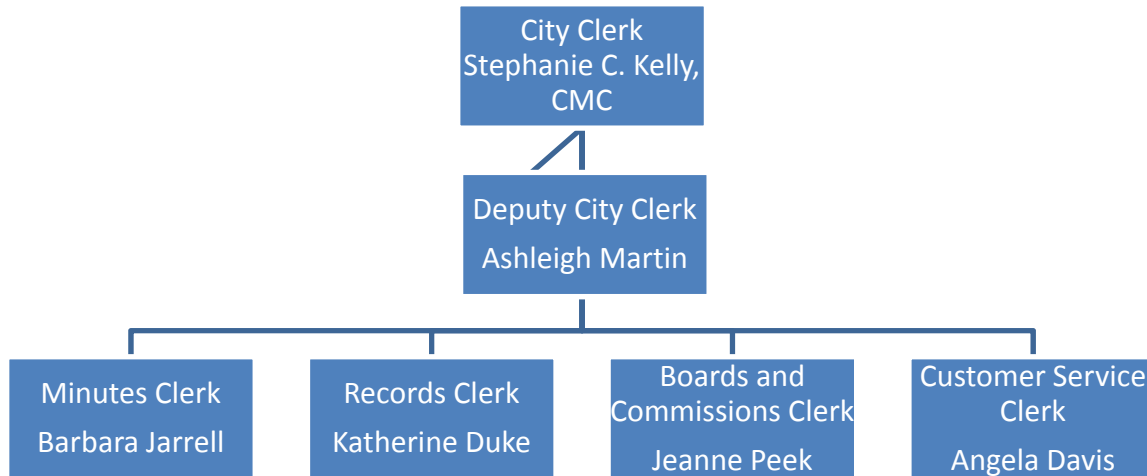 City Clerk
Stephanie C. Kelly,
CMC
Deputy City Clerk
Ashleigh Martin
Minutes Clerk
Barbara Jarrell
Records Clerk
Katherine Duke
Boards and
Commissions Clerk
Jeanne Peek
Customer Service
Clerk
Angela Davis